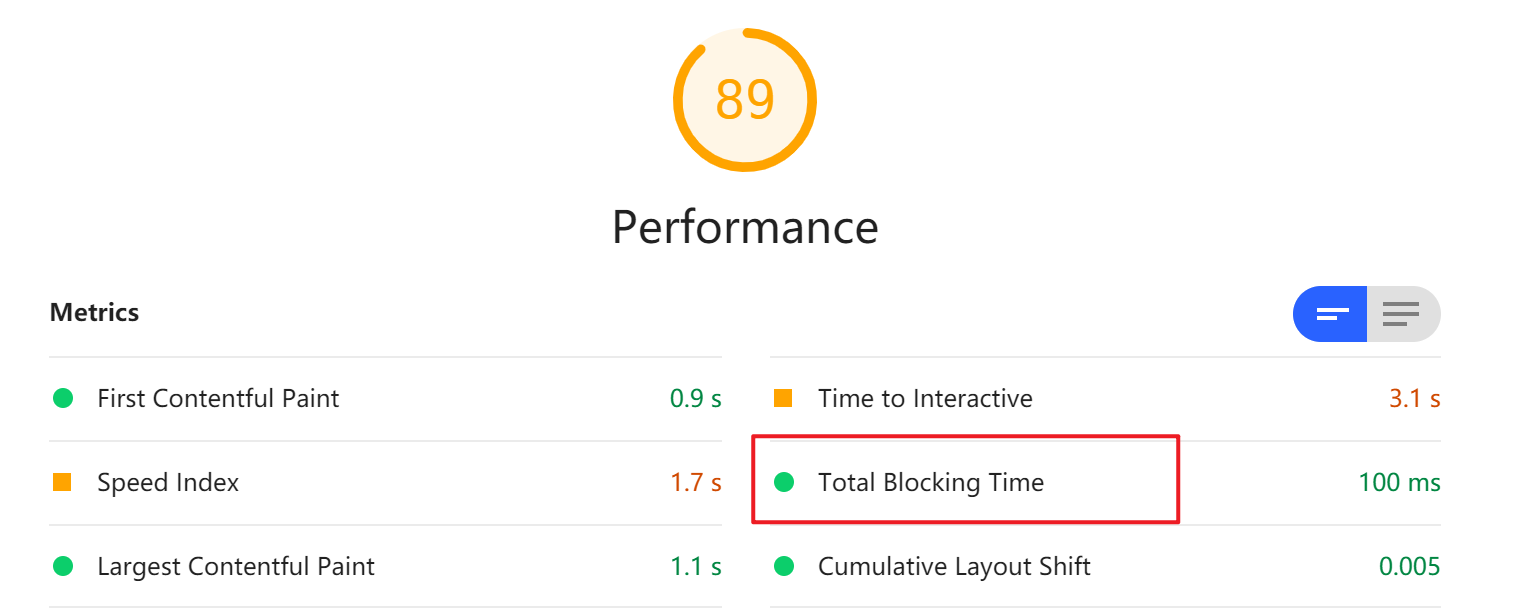 89
Performance
Metrics
First Contentful Paint 0.9 s
Time to Interactive 3.1 s
Speed Index 1.7 s
Total Blocking Time 100 ms
Largest Contentful Paint 1.1 s
Cumulative Layout Shift 0.005